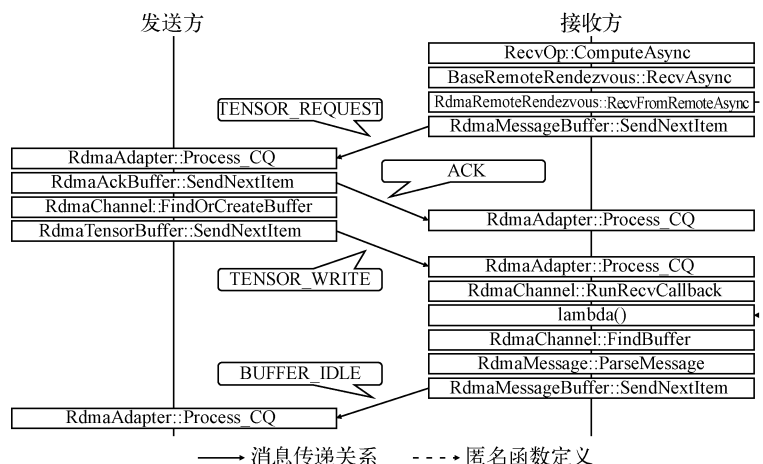 发送方
接收方
RecvOp::ComputeAsync
BaseRemoteRendezvous::RecvAsync
RdmaRemoteRendezvous::RecvFromRemoteAsync
TENSOR_REQUEST
RdmaMessageBuffer::SendNextItem
RdmaAdapter::Process_CQ
ACK
RdmaAckBuffer::SendNextItem
RdmaChannel::FindOrCreateBuffer
RdmaAdapter::Process_CQ
RdmaTensorBuffer::SendNextItem
RdmaAdapter::Process_CQ
TENSOR_WRITE
RdmaChannel::RunRecvCallback
lambda()
RdmaChannel::FindBuffer
RdmaMessage::ParseMessage
BUFFER_IDLE
RdmaMessageBuffer::SendNextItem
RdmaAdapter::Process_CQ
消息传递关系
匿名函数定义